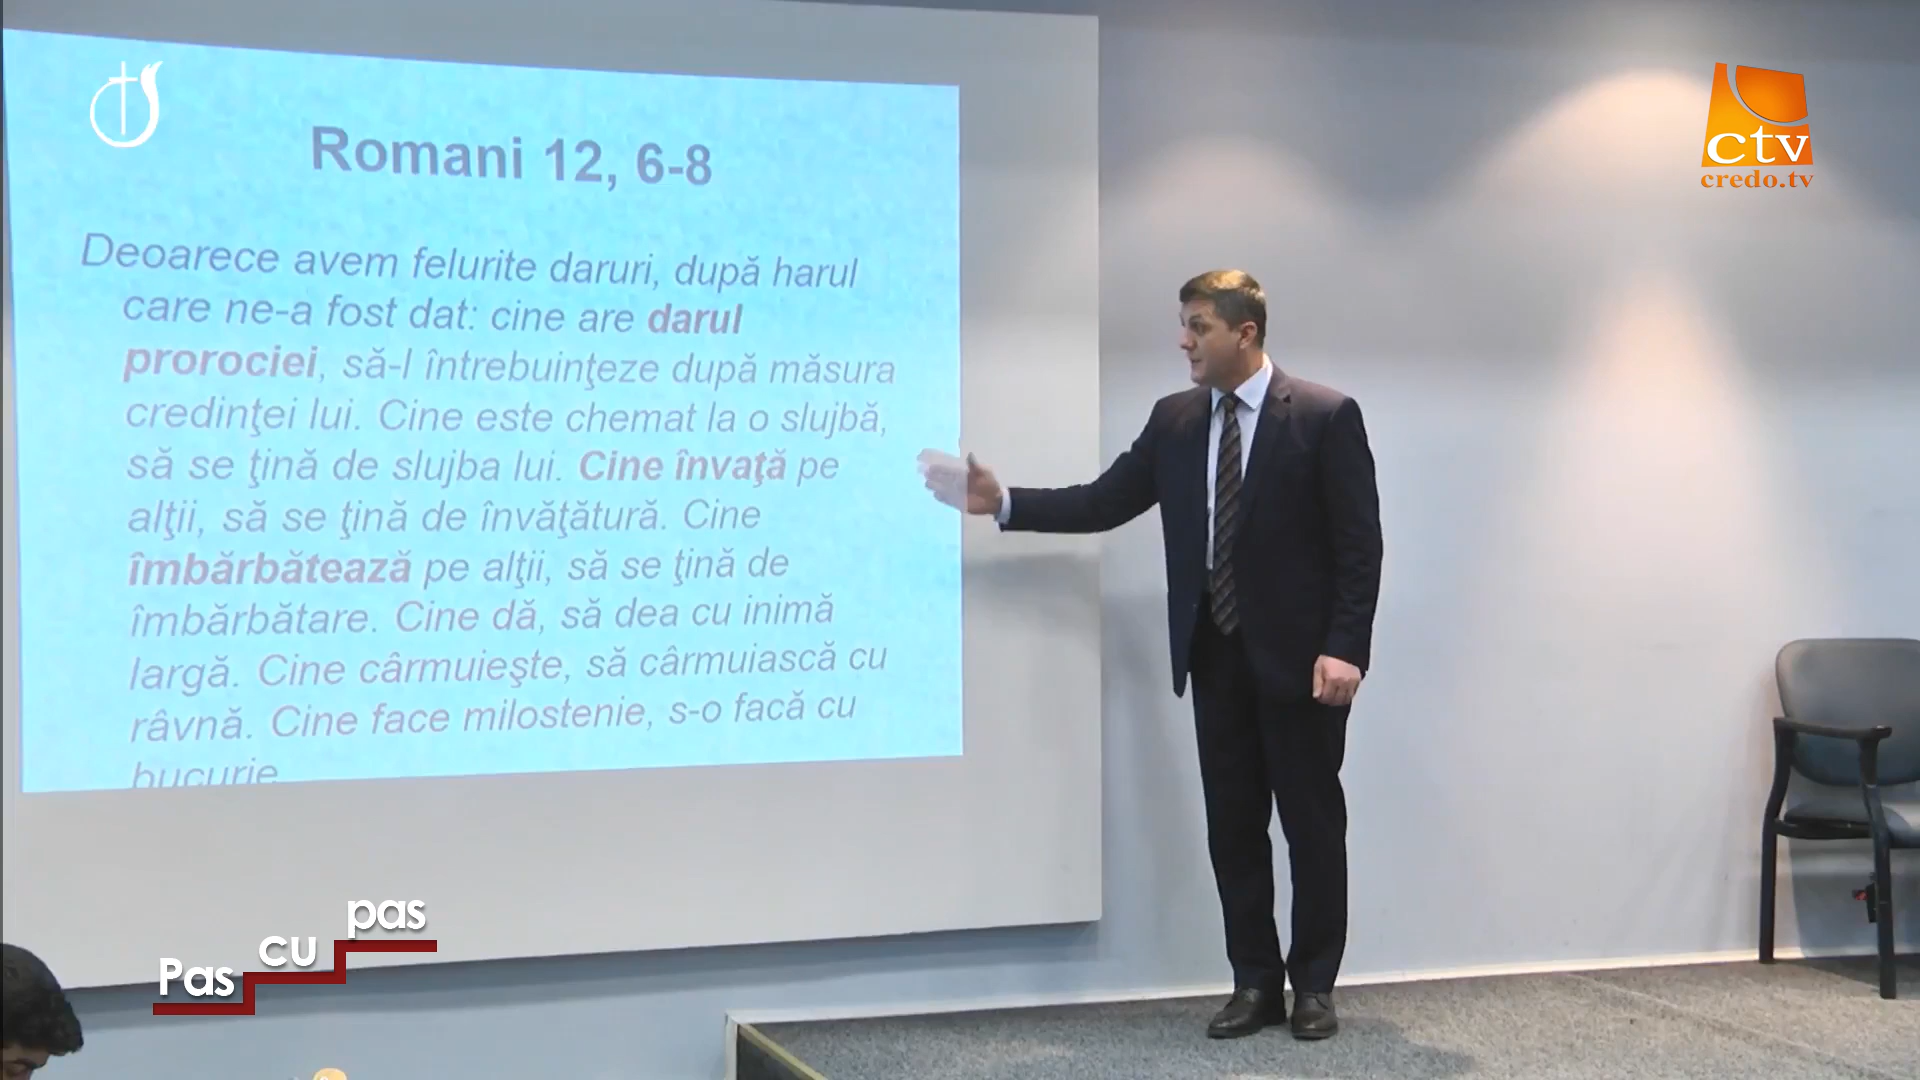 Romani 12, 6-8
Deoarece avem felurite daruri, după harul
care ne-a fost dat: cine are darul
prorociei, să-l întrebuinţeze după măsura
credinţei lui. Cine este chemat la o slujbă,
să se ţină de slujba lui. Cine învaţă pe
alţii, să se ţină de învăţătură. Cine
îmbărbătează pe alţii, să se ţină de
îmbărbătare. Cine dă, să dea cu inimă
largă. Cine cârmuieşte, să cârmuiască cu
râvnă. Cine face milostenie, s-o facă cu
bucurie
ctv
credo.tv
Pas cu pas